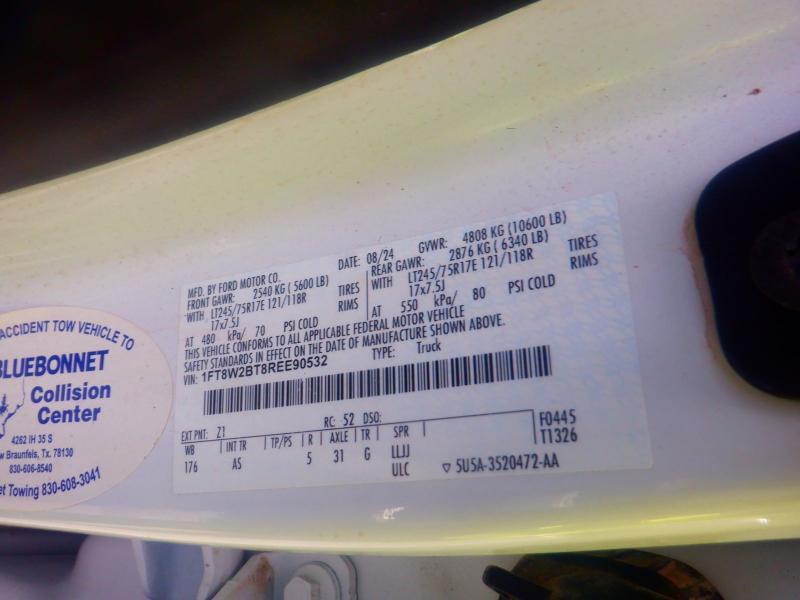 ACCIDENT TOW VEHICLE TO
BLUEBONNET
Collision
Center
4262 IH 35 S
Braunfels, Tx. 78130
830-606-8540
Towing 830-608-3041
MFD. BY FORD MOTOR CO. DATE: 08/24 GVWR: 4808 KG (10600 LB)
FRONT GAWR: 2540 KG ( 5600 LB) REAR GAWR: 2876 KG ( 6340 LB)
WITH LT245/75R17E 121/118R TIRES WITH LT245/75R17E 121/118R TIRES
17x7.5J RIMS 17x7.5J RIMS
AT 480 kPa/ 70 PSI COLD AT 550 kPa/ 80 PSI COLD
THIS VEHICLE CONFORMS TO ALL APPLICABLE FEDERAL MOTOR VEHICLE
SAFETY STANDARDS IN EFFECT ON THE DATE OF MANUFACTURE SHOWN ABOVE.
VIN: 1FT8W2BT8REE90532 TYPE: Truck
EXT PNT: Z1 RC: 52 DSO: F0445
WB INT TR TP/PS R AXLE TR SPR T1326
176 AS 5 31 G LLJJ
ULC 5U5A-3520472-AA